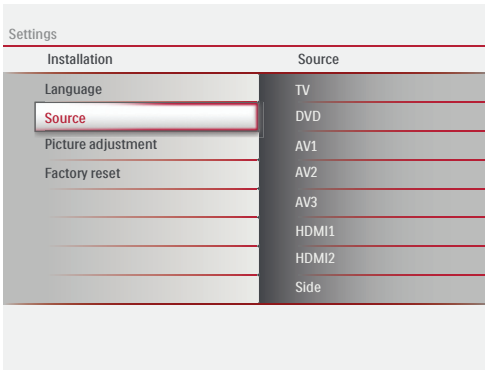 Settings
Installation
Source
Language
Source
Picture adjustment
Factory reset
TV
DVD
AV1
AV2
AV3
HDMI1
HDMI2
Side